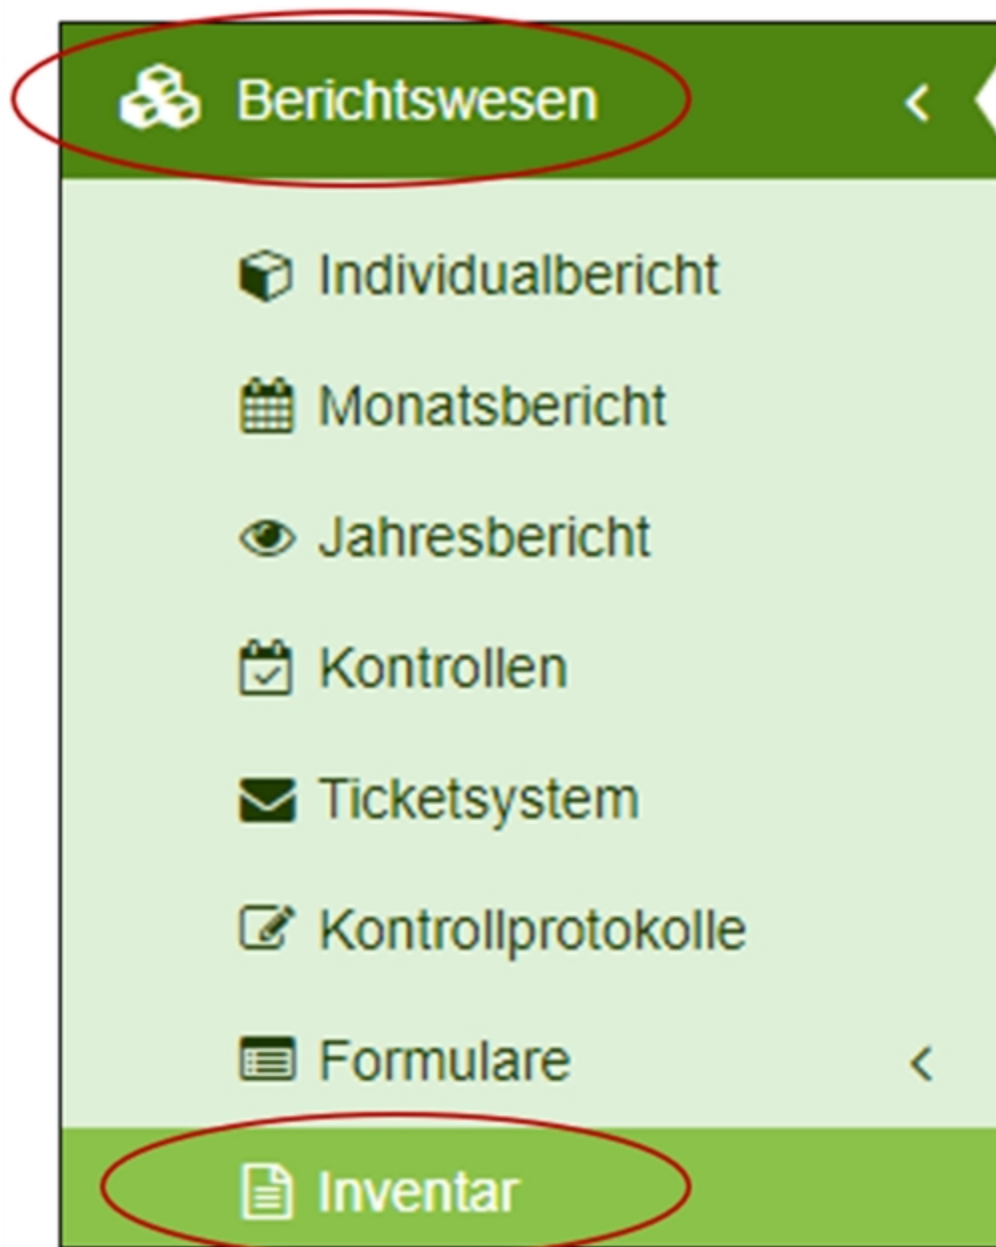 Berichtswesen
Individualbericht
Monatsbericht
Jahresbericht
Kontrollen
Ticketsystem
Kontrollprotokolle
Formulare
Inventar